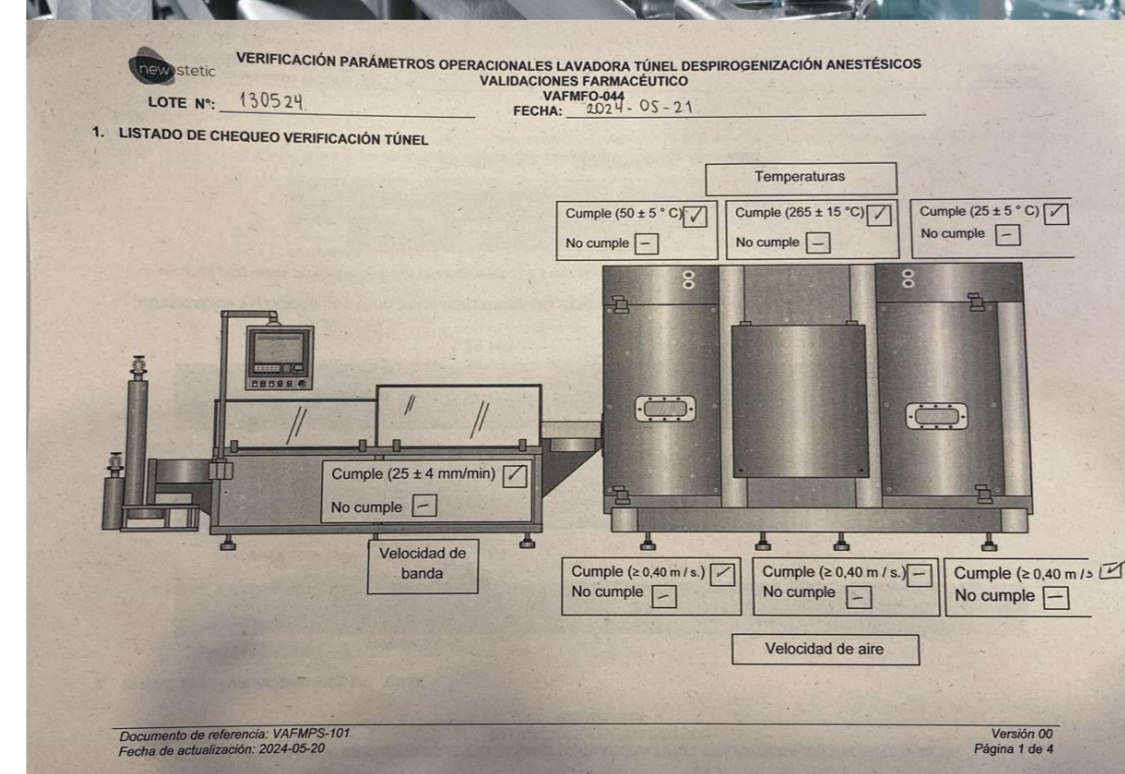 new stetic
VERIFICACIÓN PARÁMETROS OPERACIONALES LAVADORA TÚNEL DESPIROGENIZACIÓN ANESTÉSICOS
VALIDACIONES FARMACÉUTICO
VAFMFO-044
LOTE N°: 130524
FECHA: 2024-05-21
1. LISTADO DE CHEQUEO VERIFICACIÓN TÚNEL
Temperaturas
Cumple (50 ± 5 ° C) ✓
No cumple –
Cumple (265 ± 15 °C) ✓
No cumple –
Cumple (25 ± 5 ° C) ✓
No cumple –
Cumple (25 ± 4 mm/min) ✓
No cumple –
Velocidad de
banda
Cumple (≥ 0,40 m / s.) ✓
No cumple –
Cumple (≥ 0,40 m / s.) –
No cumple –
Cumple (≥ 0,40 m / s ✓
No cumple –
Velocidad de aire
Documento de referencia: VAFMPS-101
Fecha de actualización: 2024-05-20
Versión 00
Página 1 de 4